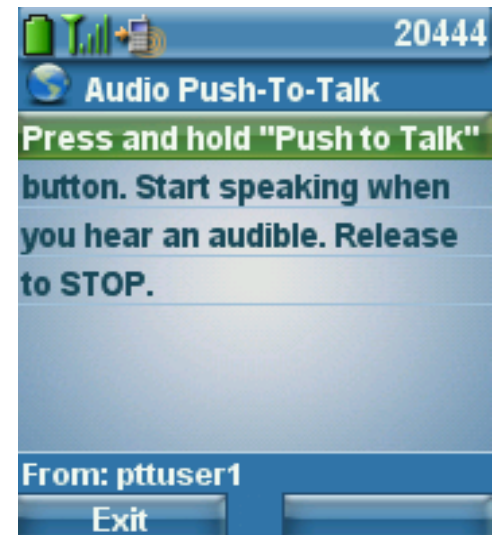 20444
Audio Push-To-Talk
Press and hold "Push to Talk"
button. Start speaking when
you hear an audible. Release
to STOP.
From: pttuser1
Exit